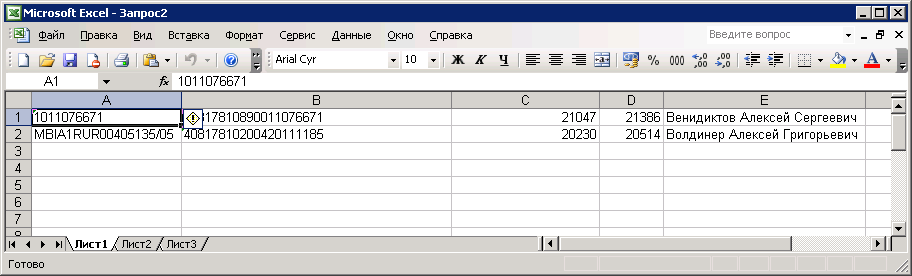 Microsoft Excel - Запрос2
Файл Правка Вид Вставка Формат Сервис Данные Окно Справка Введите вопрос
Arial Cyr 10 Ж К Ч % 000
A1 fx 1011076671
A B C D E
1 1011076671 17810890011076671 21047 21386 Венидиктов Алексей Сергеевич
2 MBIA1RUR00405135/05 40817810200420111185 20230 20514 Волдинер Алексей Григорьевич
3
4
5
6
7
8
Лист1 Лист2 Лист3
Готово